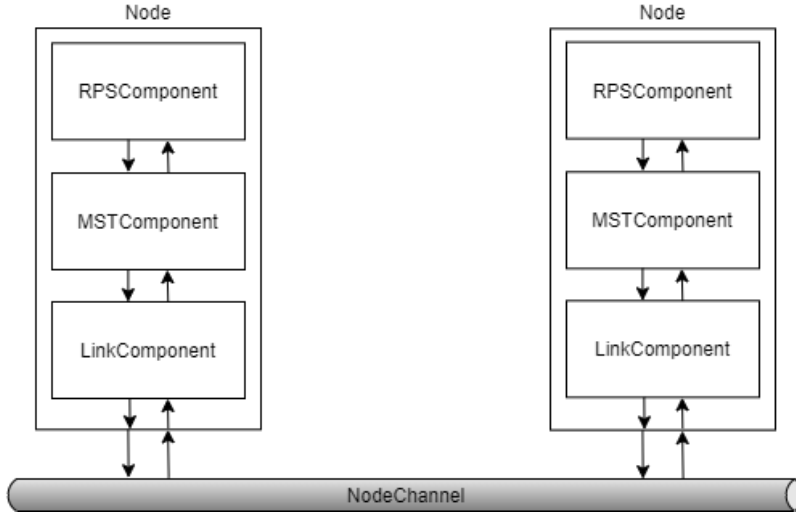 Node
Node
RPSComponent
RPSComponent
MSTComponent
MSTComponent
LinkComponent
LinkComponent
NodeChannel